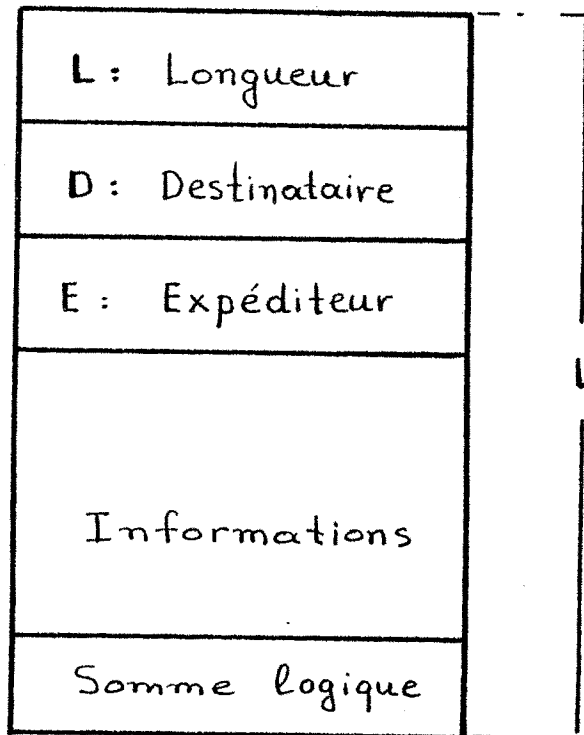 L : Longueur
D : Destinataire
E : Expéditeur
L
Informations
Somme logique